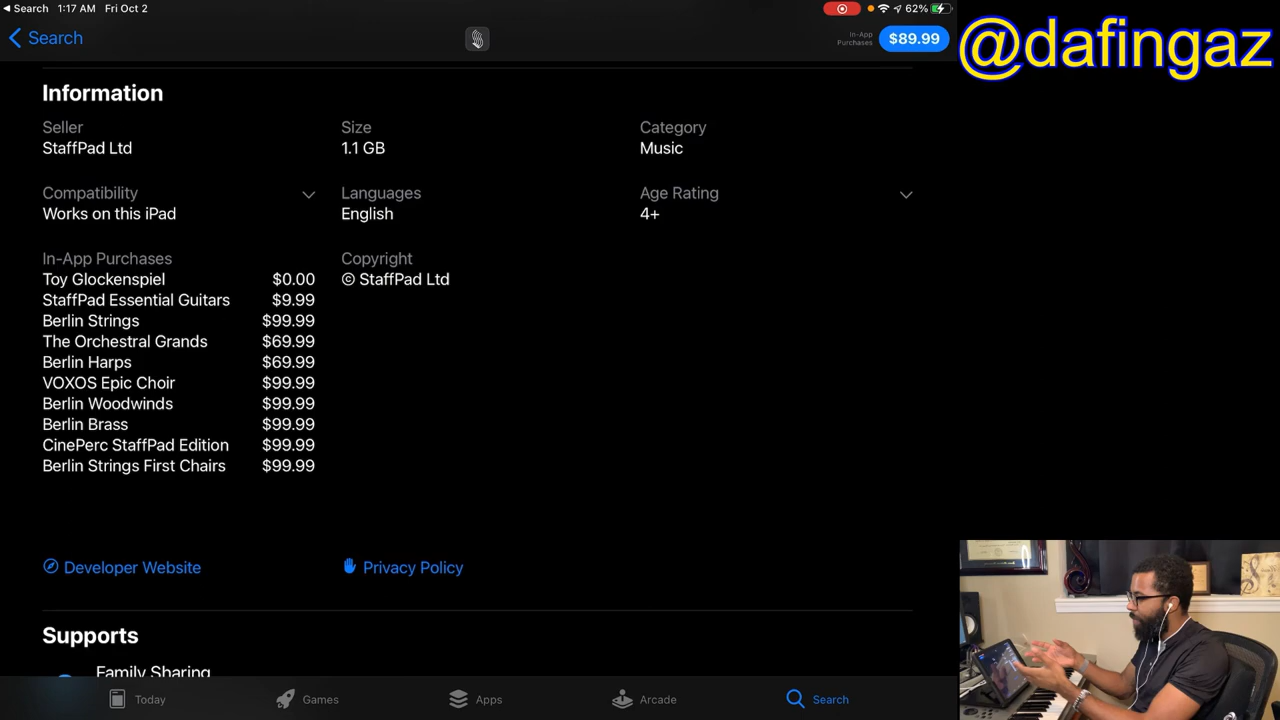 Search 1:17 AM Fri Oct 2 62%
Search In-App Purchases $89.99
@dafingaz
Information
Seller Size Category
StaffPad Ltd 1.1 GB Music
Compatibility Languages Age Rating
Works on this iPad English 4+
In-App Purchases Copyright
Toy Glockenspiel $0.00 © StaffPad Ltd
StaffPad Essential Guitars $9.99
Berlin Strings $99.99
The Orchestral Grands $69.99
Berlin Harps $69.99
VOXOS Epic Choir $99.99
Berlin Woodwinds $99.99
Berlin Brass $99.99
CinePerc StaffPad Edition $99.99
Berlin Strings First Chairs $99.99
Developer Website Privacy Policy
Supports
Family Sharing
Today Games Apps Arcade Search